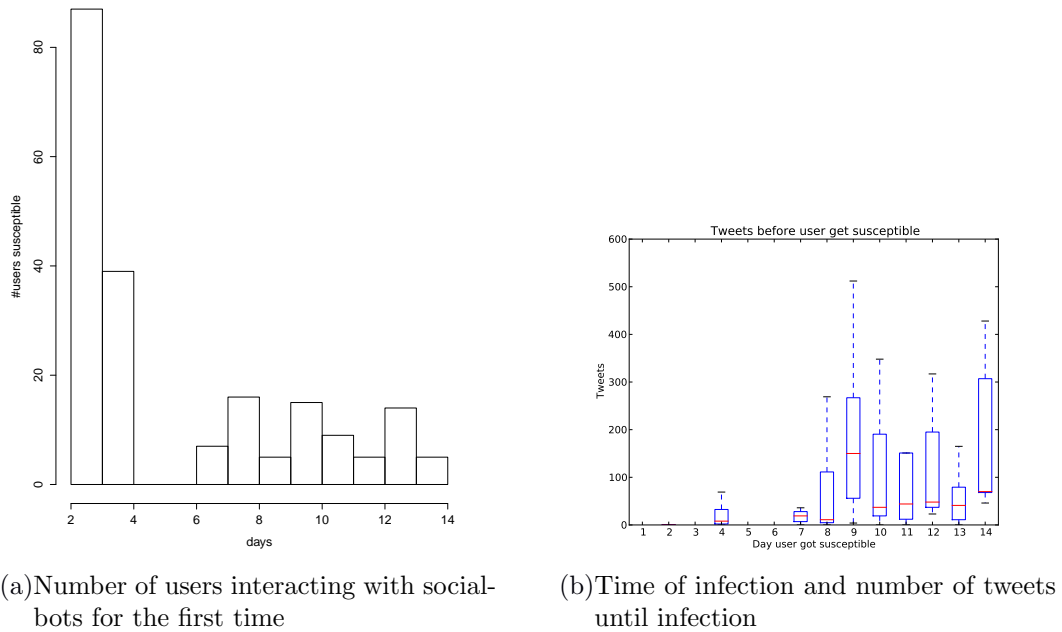 #users susceptible
80
60
40
20
0
2 4 6 8 10 12 14
days
(a)Number of users interacting with social-
bots for the first time
Tweets before user get susceptible
Tweets
600
500
400
300
200
100
0
1 2 3 4 5 6 7 8 9 10 11 12 13 14
Day user got susceptible
(b)Time of infection and number of tweets
until infection